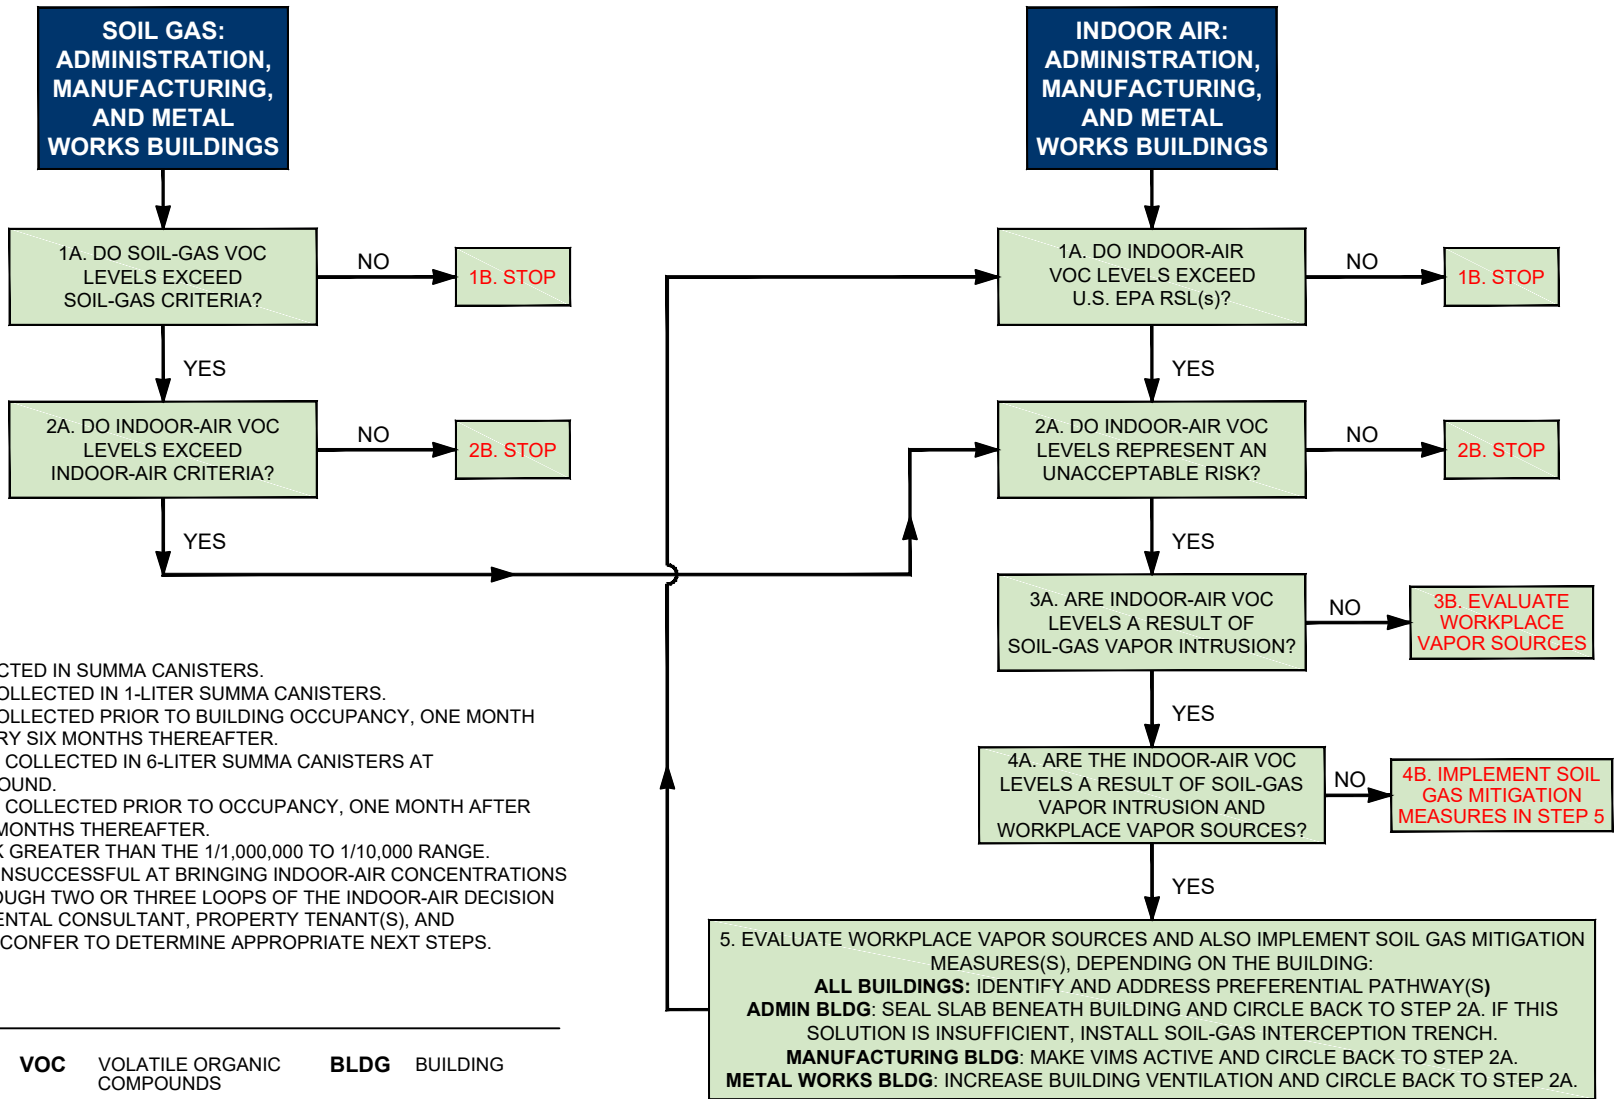 SOIL GAS:
ADMINISTRATION,
MANUFACTURING,
AND METAL
WORKS BUILDINGS
1A. DO SOIL-GAS VOC
LEVELS EXCEED
SOIL-GAS CRITERIA?
NO
1B. STOP
YES
2A. DO INDOOR-AIR VOC
LEVELS EXCEED
INDOOR-AIR CRITERIA?
NO
2B. STOP
YES
INDOOR AIR:
ADMINISTRATION,
MANUFACTURING,
AND METAL
WORKS BUILDINGS
1A. DO INDOOR-AIR
VOC LEVELS EXCEED
U.S. EPA RSL(s)?
NO
1B. STOP
YES
2A. DO INDOOR-AIR VOC
LEVELS REPRESENT AN
UNACCEPTABLE RISK?
NO
2B. STOP
YES
3A. ARE INDOOR-AIR VOC
LEVELS A RESULT OF
SOIL-GAS VAPOR INTRUSION?
NO
3B. EVALUATE
WORKPLACE
VAPOR SOURCES
YES
4A. ARE THE INDOOR-AIR VOC
LEVELS A RESULT OF SOIL-GAS
VAPOR INTRUSION AND
WORKPLACE VAPOR SOURCES?
NO
4B. IMPLEMENT SOIL
GAS MITIGATION
MEASURES IN STEP 5
YES
5. EVALUATE WORKPLACE VAPOR SOURCES AND ALSO IMPLEMENT SOIL GAS MITIGATION
MEASURES(S), DEPENDING ON THE BUILDING:
ALL BUILDINGS: IDENTIFY AND ADDRESS PREFERENTIAL PATHWAY(S)
ADMIN BLDG: SEAL SLAB BENEATH BUILDING AND CIRCLE BACK TO STEP 2A. IF THIS
SOLUTION IS INSUFFICIENT, INSTALL SOIL-GAS INTERCEPTION TRENCH.
MANUFACTURING BLDG: MAKE VIMS ACTIVE AND CIRCLE BACK TO STEP 2A.
METAL WORKS BLDG: INCREASE BUILDING VENTILATION AND CIRCLE BACK TO STEP 2A.
CTED IN SUMMA CANISTERS.
OLLECTED IN 1-LITER SUMMA CANISTERS.
OLLECTED PRIOR TO BUILDING OCCUPANCY, ONE MONTH
RY SIX MONTHS THEREAFTER.
COLLECTED IN 6-LITER SUMMA CANISTERS AT
OUND.
COLLECTED PRIOR TO OCCUPANCY, ONE MONTH AFTER
MONTHS THEREAFTER.
K GREATER THAN THE 1/1,000,000 TO 1/10,000 RANGE.
NSUCCESSFUL AT BRINGING INDOOR-AIR CONCENTRATIONS
OUGH TWO OR THREE LOOPS OF THE INDOOR-AIR DECISION
ENTAL CONSULTANT, PROPERTY TENANT(S), AND
CONFER TO DETERMINE APPROPRIATE NEXT STEPS.
VOC VOLATILE ORGANIC
COMPOUNDS
BLDG BUILDING